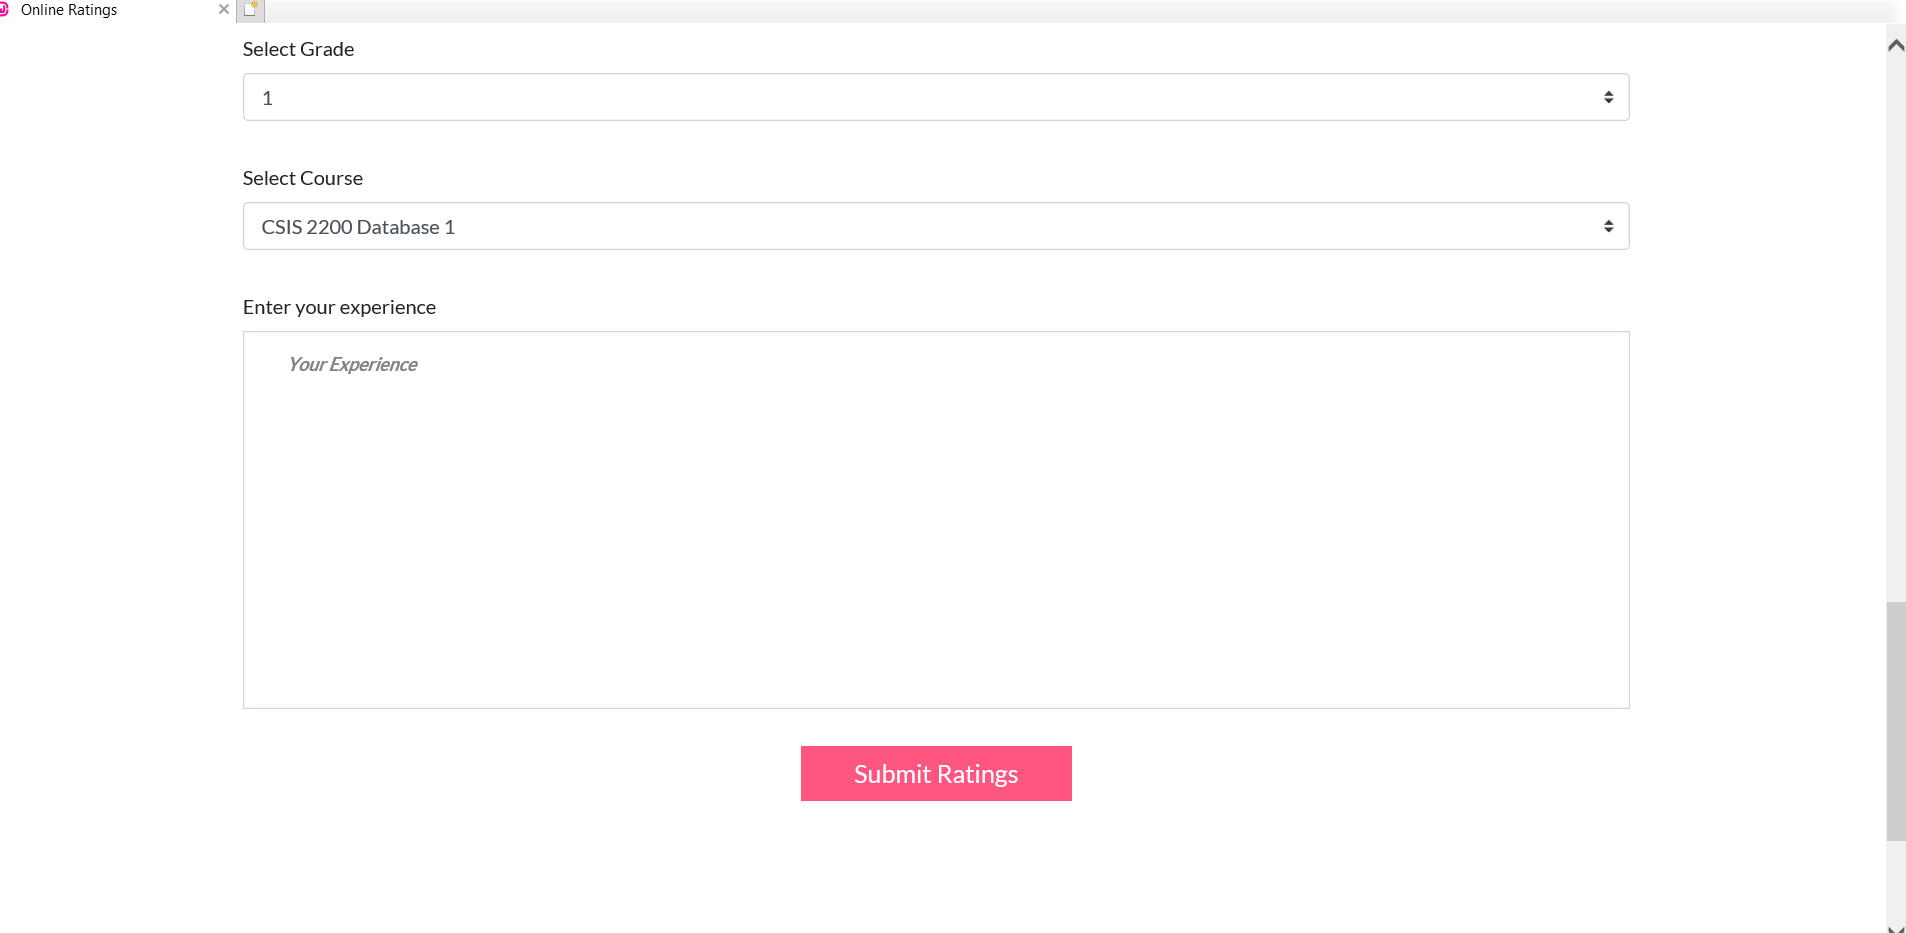 Online Ratings
Select Grade
1
Select Course
CSIS 2200 Database 1
Enter your experience
Your Experience
Submit Ratings